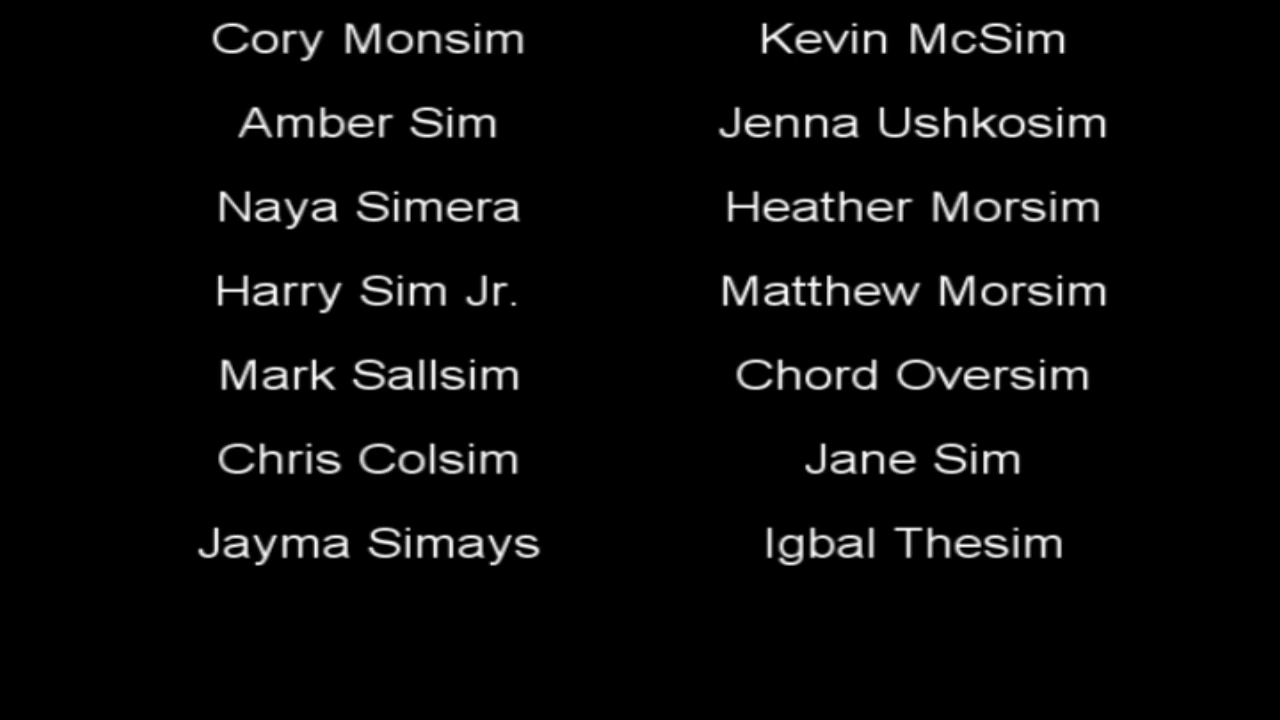 Cory Monsim
Kevin McSim
Amber Sim
Jenna Ushkosim
Naya Simera
Heather Morsim
Harry Sim Jr.
Matthew Morsim
Mark Sallsim
Chord Oversim
Chris Colsim
Jane Sim
Jayma Simays
Igbal Thesim